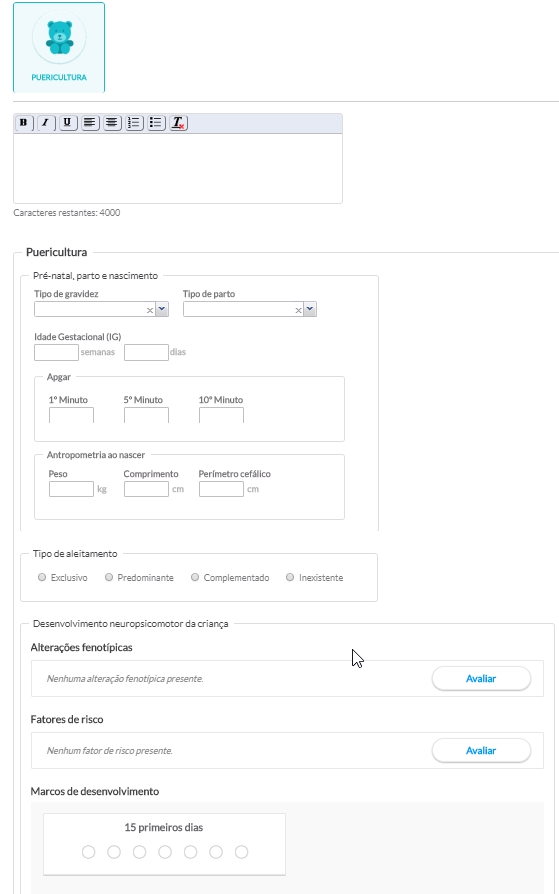 PUERICULTURA
B I U T
Caracteres restantes: 4000
Puericultura
Pré-natal, parto e nascimento
Tipo de gravidez Tipo de parto
Idade Gestacional (IG)
semanas dias
Apgar
1º Minuto 5º Minuto 10º Minuto
Antropometria ao nascer
Peso Comprimento Perímetro cefálico
kg cm cm
Tipo de aleitamento
Exclusivo Predominante Complementado Inexistente
Desenvolvimento neuropsicomotor da criança
Alterações fenotípicas
Nenhuma alteração fenotípica presente. Avaliar
Fatores de risco
Nenhum fator de risco presente. Avaliar
Marcos de desenvolvimento
15 primeiros dias